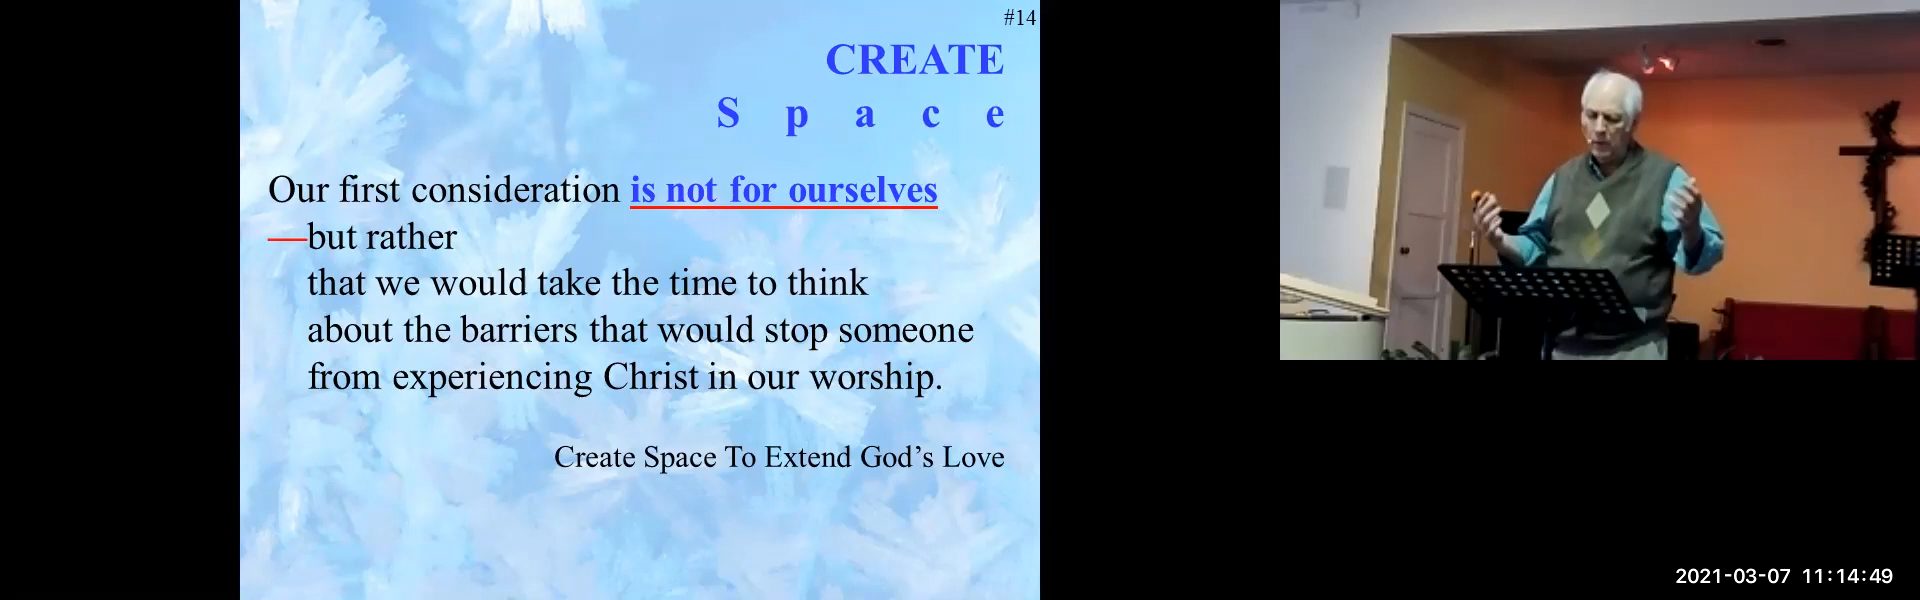 #14
CREATE
S p a c e
Our first consideration is not for ourselves
—but rather
that we would take the time to think
about the barriers that would stop someone
from experiencing Christ in our worship.
Create Space To Extend God’s Love
2021-03-07 11:14:49